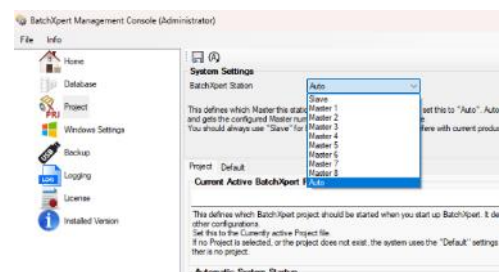 BatchXpert Management Console (Administrator)
File Info
Home
Database
Project
Windows Settings
Backup
Logging
License
Installed Version
System Settings
BatchXpert Station
Auto
Slave
Master 1
Master 2
Master 3
Master 4
Master 5
Master 6
Master 7
Master 8
Auto
This defines which Master this stati
set this to "Auto". Auto
and gets the configured Master num
You should always use "Slave" for
fere with current produc
Project Default
Current Active BatchXpert
This defines which BatchXpert project should be started when you start up BatchXpert. It de
other configurations.
Set this to the Currently active Project file.
If no Project is selected, or the project does not exist, the system uses the "Default" settings
ther is no project.